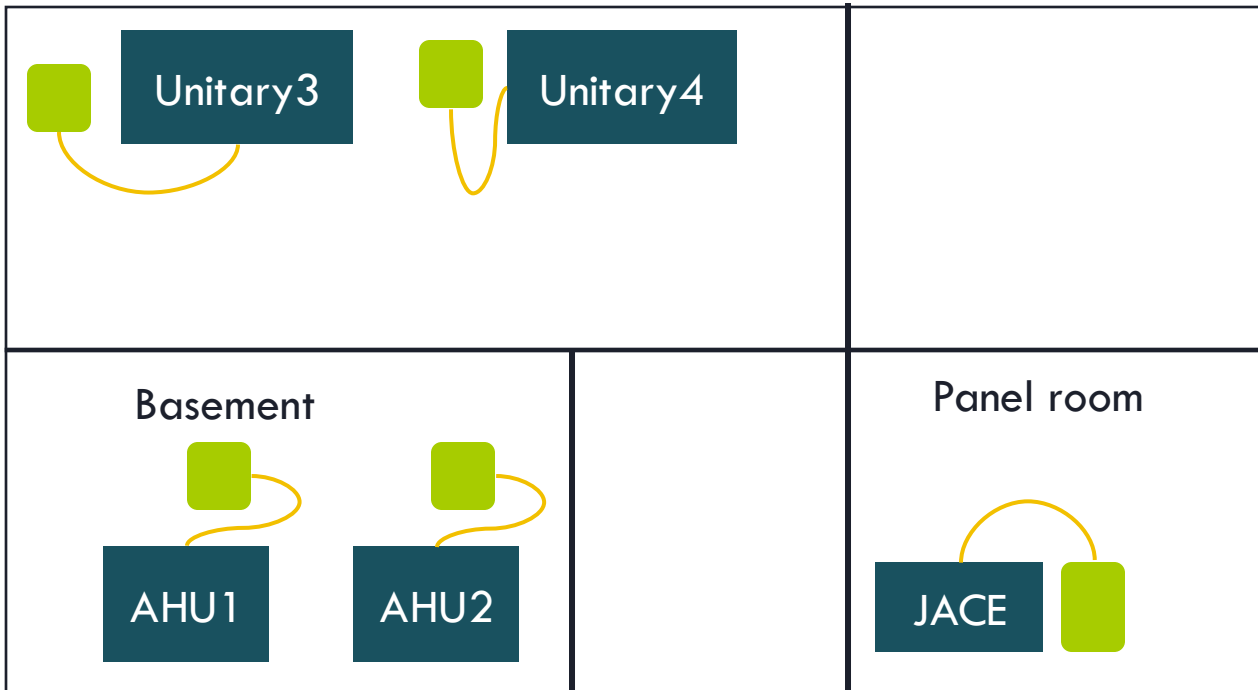 Unitary3
Unitary4
Basement
Panel room
AHU1
AHU2
JACE